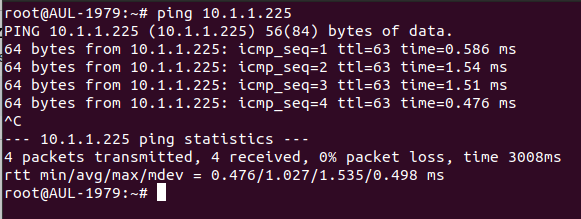 root@AUL-1979:~# ping 10.1.1.225
PING 10.1.1.225 (10.1.1.225) 56(84) bytes of data.
64 bytes from 10.1.1.225: icmp_seq=1 ttl=63 time=0.586 ms
64 bytes from 10.1.1.225: icmp_seq=2 ttl=63 time=1.54 ms
64 bytes from 10.1.1.225: icmp_seq=3 ttl=63 time=1.51 ms
64 bytes from 10.1.1.225: icmp_seq=4 ttl=63 time=0.476 ms
^C
--- 10.1.1.225 ping statistics ---
4 packets transmitted, 4 received, 0% packet loss, time 3008ms
rtt min/avg/max/mdev = 0.476/1.027/1.535/0.498 ms
root@AUL-1979:~#